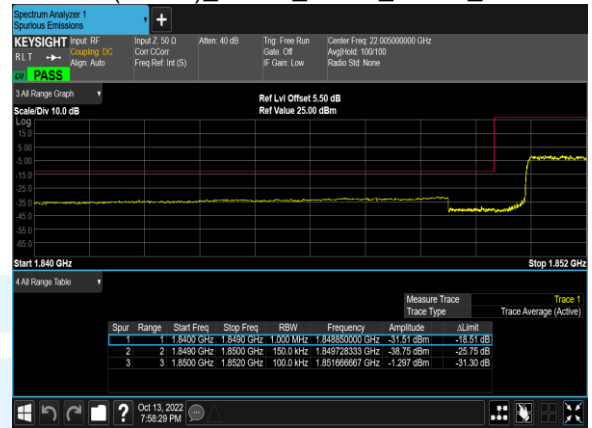 Spectrum Analyzer 1
Spurious Emissions
+
KEYSIGHT Input: RF Input Z: 50 Ω Atten: 40 dB Trig: Free Run Center Freq: 22.005000000 GHz
RLT Coupling: DC Corr CCorr Gate: Off Avg|Hold: 100/100
Align: Auto Freq Ref: Int (S) IF Gain: Low Radio Std: None
PASS
3 All Range Graph
Ref Lvl Offset 5.50 dB
Scale/Div 10.0 dB Ref Value 25.00 dBm
Log
15.0
5.00
-5.00
-15.0
-25.0
-35.0
-45.0
-55.0
-65.0
Start 1.840 GHz Stop 1.852 GHz
4 All Range Table
Measure Trace Trace 1
Trace Type Trace Average (Active)
Spur Range Start Freq Stop Freq RBW Frequency Amplitude ΔLimit
1 1 1.8400 GHz 1.8490 GHz 1.000 MHz 1.848850000 GHz -31.51 dBm -18.51 dB
2 2 1.8490 GHz 1.8500 GHz 150.0 kHz 1.849728333 GHz -38.75 dBm -25.75 dB
3 3 1.8500 GHz 1.8520 GHz 100.0 kHz 1.851666667 GHz -1.297 dBm -31.30 dB
? Oct 13, 2022
7:58:29 PM